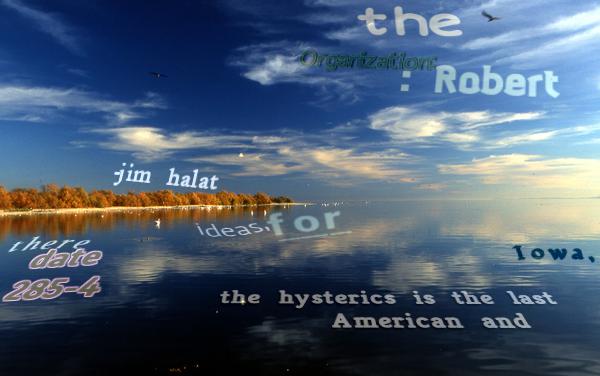 the
Organization:
: Robert
-jim halat
ideas, for
there
date
285-4
Iowa,
the hysterics is the last
American and